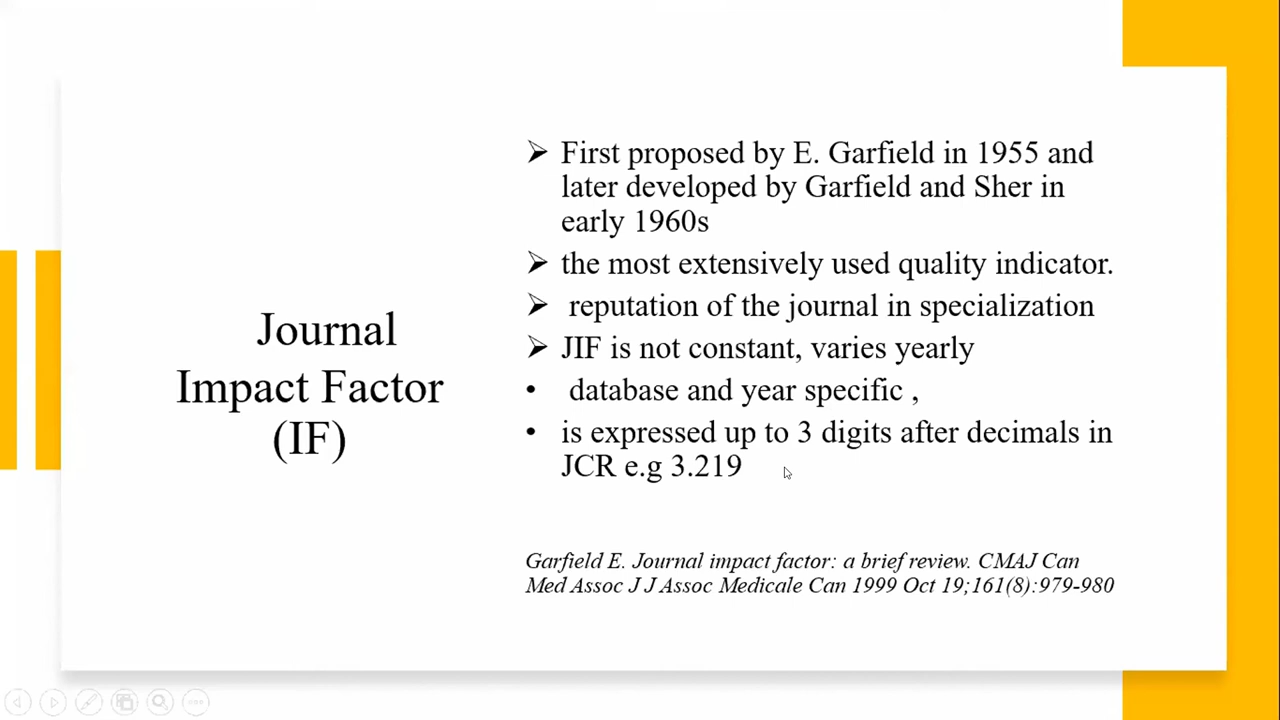 Journal
Impact Factor
(IF)
➢ First proposed by E. Garfield in 1955 and
later developed by Garfield and Sher in
early 1960s
➢ the most extensively used quality indicator.
➢ reputation of the journal in specialization
➢ JIF is not constant, varies yearly
• database and year specific ,
• is expressed up to 3 digits after decimals in
JCR e.g 3.219
Garfield E. Journal impact factor: a brief review. CMAJ Can
Med Assoc J J Assoc Medicale Can 1999 Oct 19;161(8):979-980